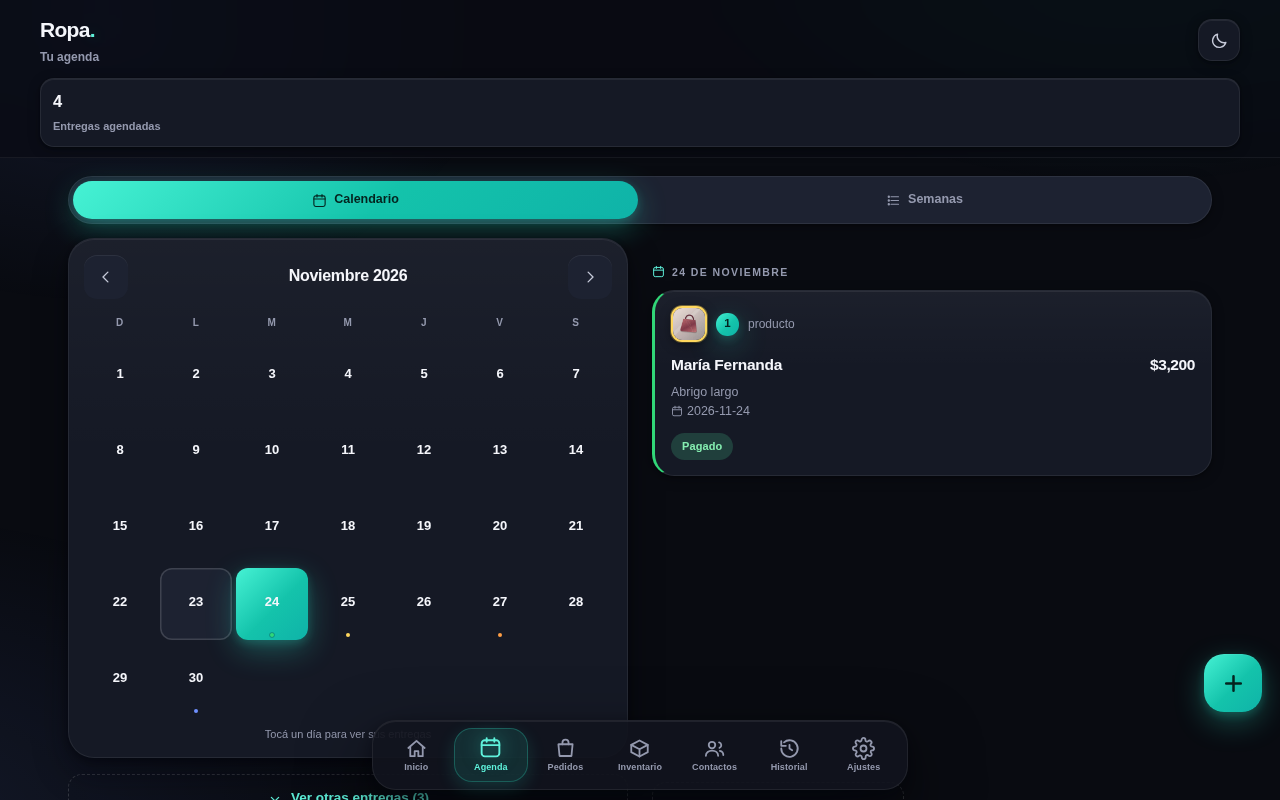 Ropa.
Tu agenda
4
Entregas agendadas
Calendario
Semanas
Noviembre 2026
D L M M J V S
1 2 3 4 5 6 7
8 9 10 11 12 13 14
15 16 17 18 19 20 21
22 23 24 25 26 27 28
29 30
Tocá un día para ver sus entregas
24 DE NOVIEMBRE
1 producto
María Fernanda $3,200
Abrigo largo
2026-11-24
Pagado
Ver otras entregas (3)
Inicio
Agenda
Pedidos
Inventario
Contactos
Historial
Ajustes